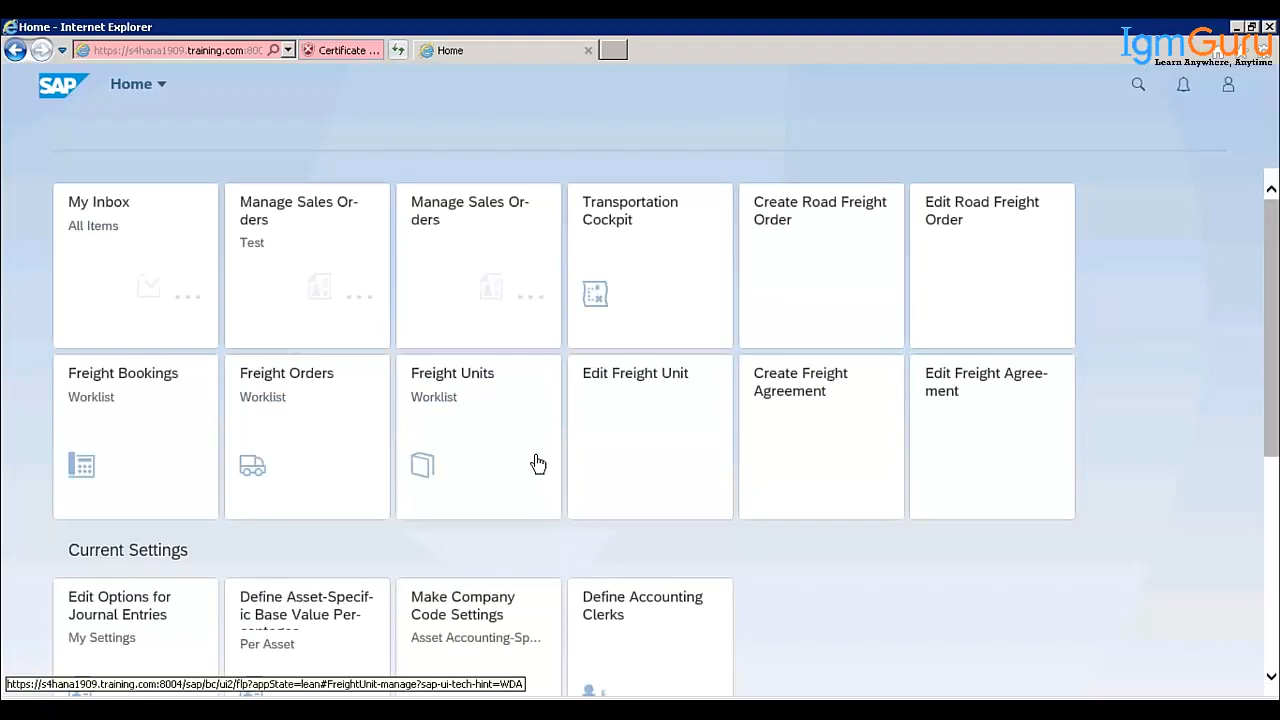 Home - Internet Explorer
https://s4hana1909.training.com:800
Certificate ...
Home
IgmGuru
Learn Anywhere, Anytime
SAP
Home
My Inbox
All Items
Manage Sales Or-
ders
Test
Manage Sales Or-
ders
Transportation
Cockpit
Create Road Freight
Order
Edit Road Freight
Order
Freight Bookings
Worklist
Freight Orders
Worklist
Freight Units
Worklist
Edit Freight Unit
Create Freight
Agreement
Edit Freight Agree-
ment
Current Settings
Edit Options for
Journal Entries
My Settings
Define Asset-Specif-
ic Base Value Per-
centages
Per Asset
Make Company
Code Settings
Asset Accounting-Sp...
Define Accounting
Clerks
https://s4hana1909.training.com:8004/sap/bc/ui2/flp?appState=lean#FreightUnit-manage?sap-ui-tech-hint=WDA